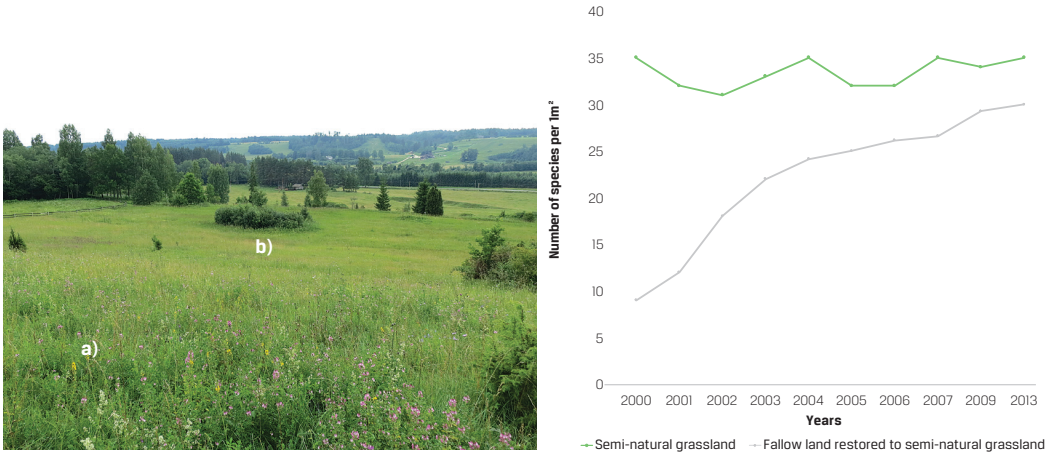 a)
b)
Number of species per 1m²
40
35
30
25
20
15
10
5
0
2000 2001 2002 2003 2004 2005 2006 2007 2009 2013
Years
Semi-natural grassland Fallow land restored to semi-natural grassland